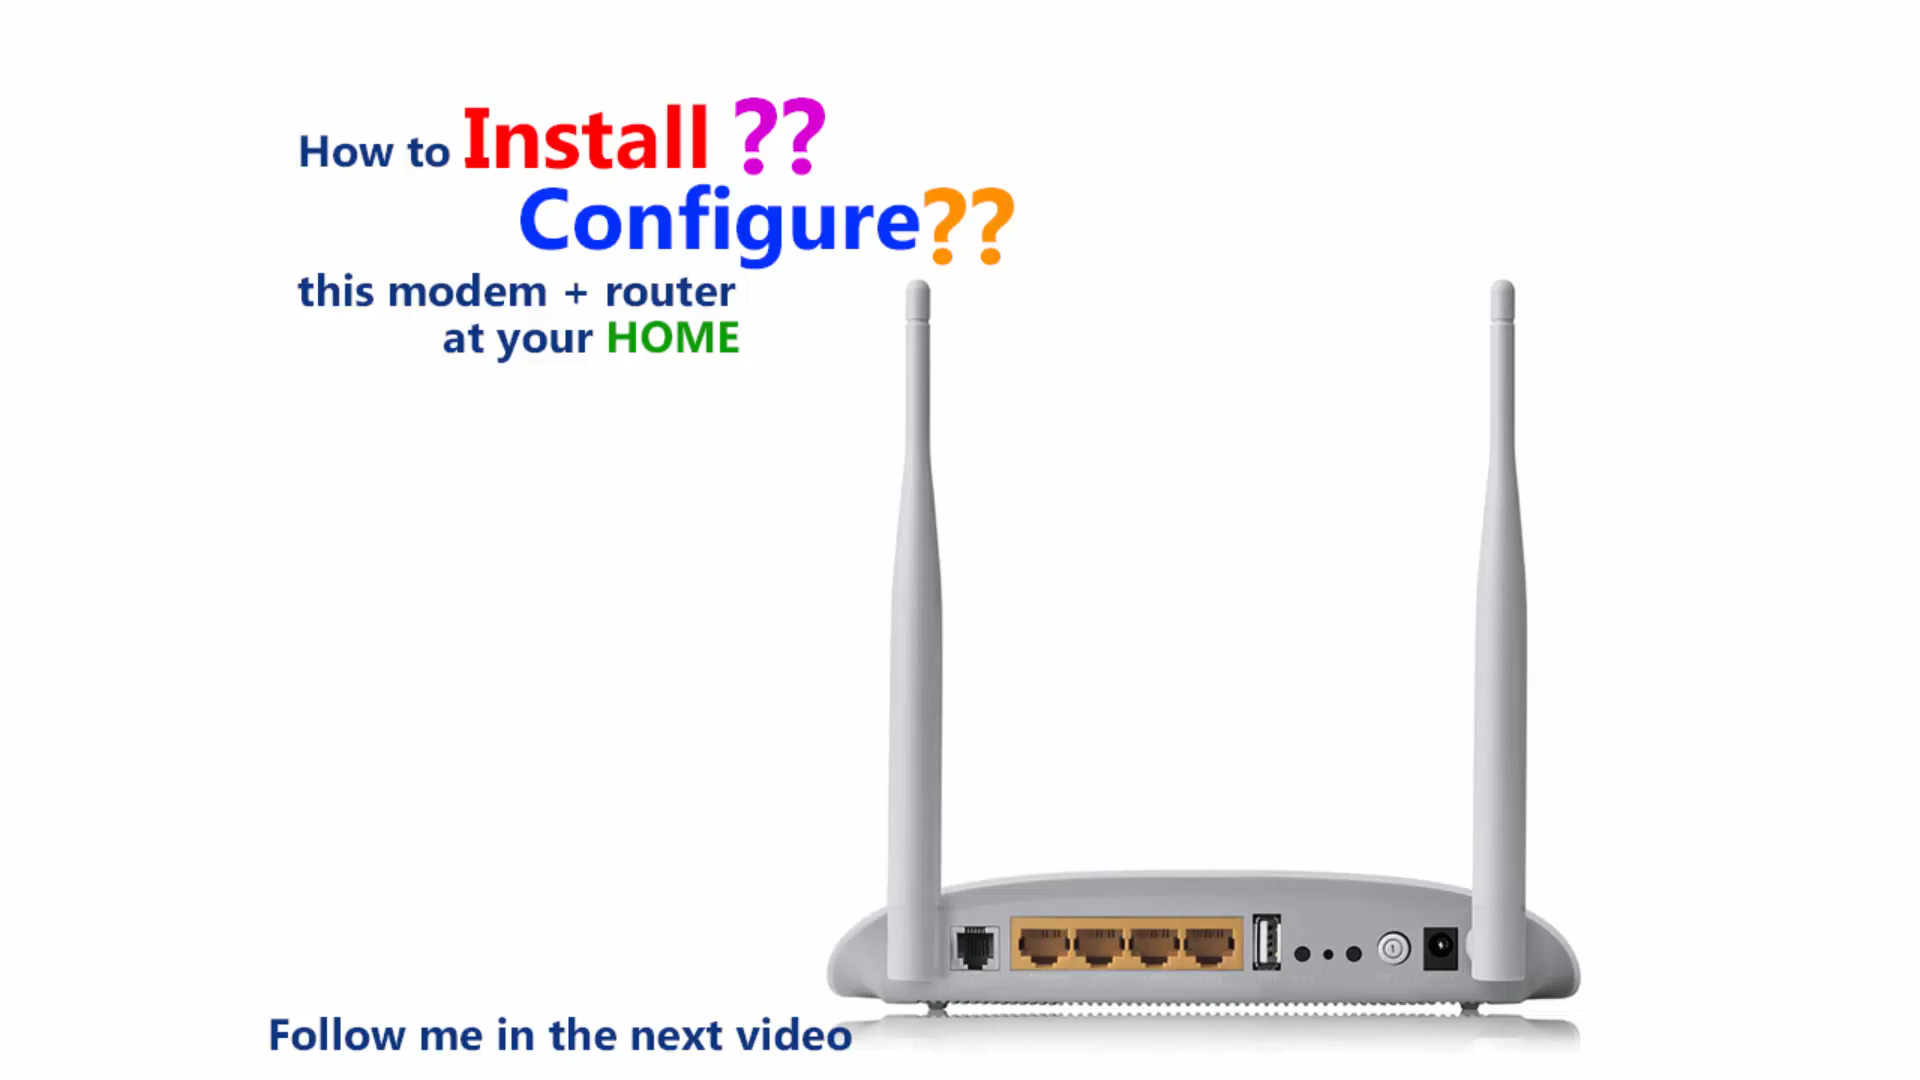 How to Install ??
Configure??
this modem + router
at your HOME
Follow me in the next video